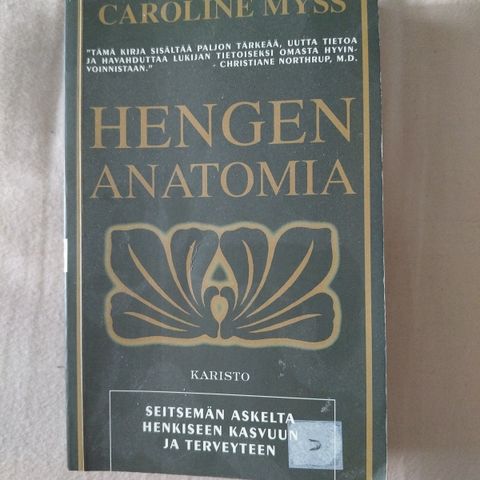 CAROLINE MYSS
"TÄMÄ KIRJA SISÄLTÄÄ PALJON TÄRKEÄÄ, UUTTA TIETOA
JA HAVAHDUTTAA LUKIJAN TIETOISEKSI OMASTA HYVIN-
VOINNISTAAN." - CHRISTIANE NORTHRUP, M.D.
HENGEN
ANATOMIA
KARISTO
SEITSEMÄN ASKELTA
HENKISEEN KASVUUN
JA TERVEYTEEN